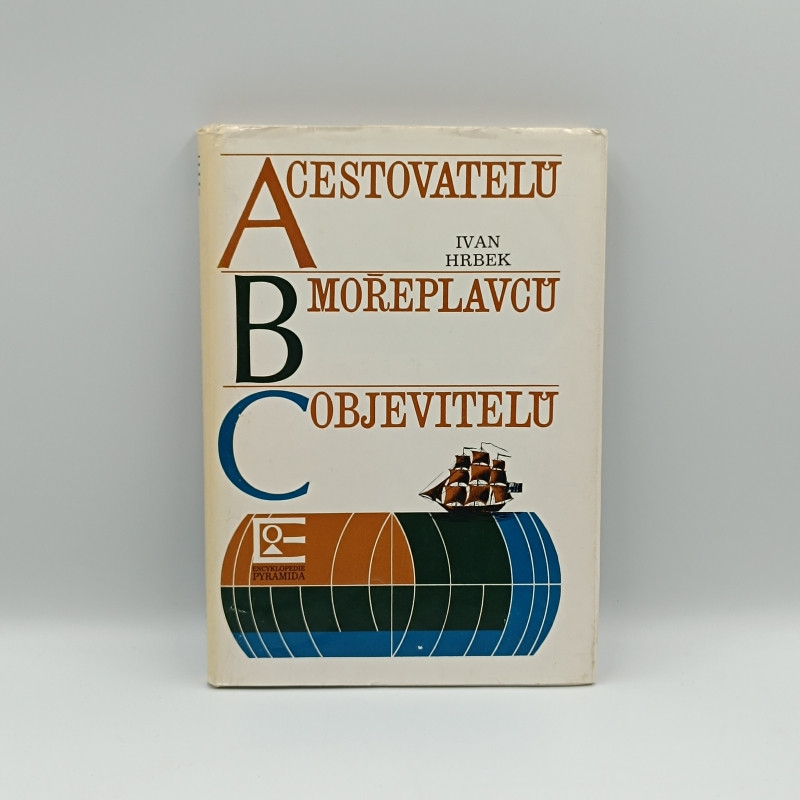 A CESTOVATELŮ
IVAN
HRBEK
B MOŘEPLAVCŮ
C OBJEVITELŮ
ENCYKLOPEDIE
PYRAMIDA